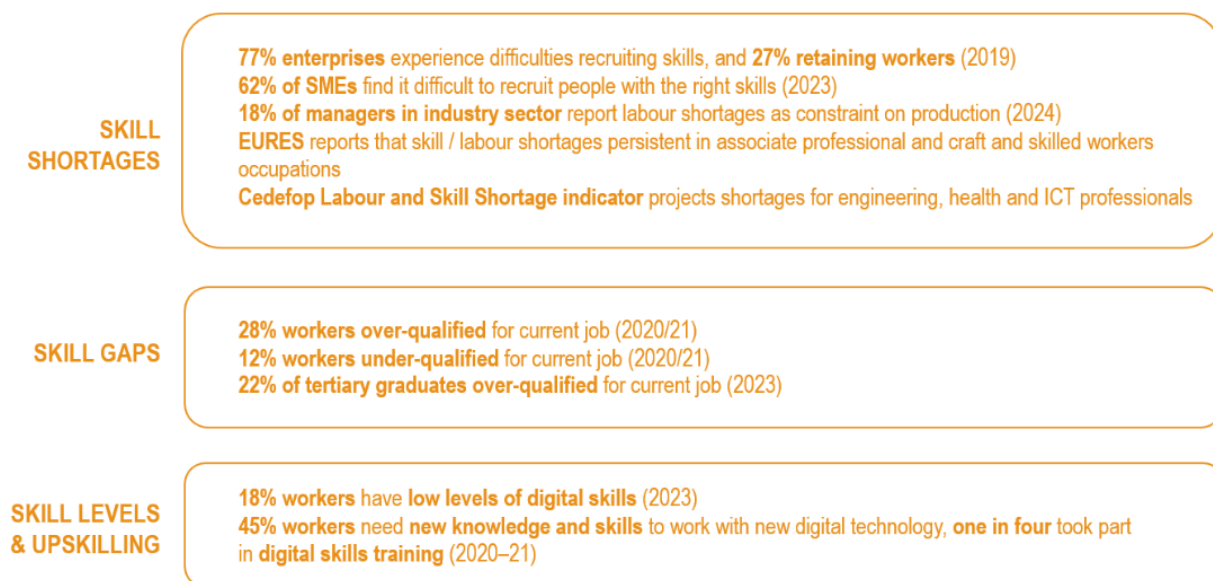 SKILL
SHORTAGES
77% enterprises experience difficulties recruiting skills, and 27% retaining workers (2019)
62% of SMEs find it difficult to recruit people with the right skills (2023)
18% of managers in industry sector report labour shortages as constraint on production (2024)
EURES reports that skill / labour shortages persistent in associate professional and craft and skilled workers
occupations
Cedefop Labour and Skill Shortage indicator projects shortages for engineering, health and ICT professionals
SKILL GAPS
28% workers over-qualified for current job (2020/21)
12% workers under-qualified for current job (2020/21)
22% of tertiary graduates over-qualified for current job (2023)
SKILL LEVELS
& UPSKILLING
18% workers have low levels of digital skills (2023)
45% workers need new knowledge and skills to work with new digital technology, one in four took part
in digital skills training (2020–21)